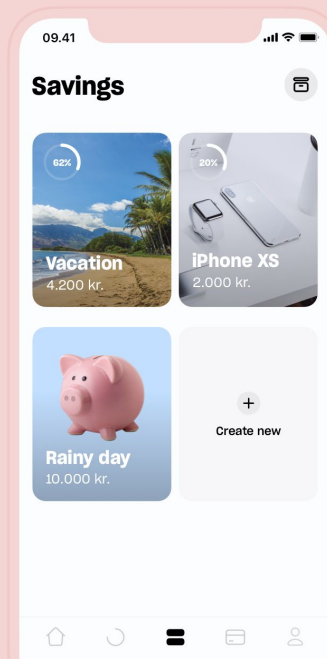 09.41
Savings
62%
Vacation
4.200 kr.
20%
iPhone XS
2.000 kr.
Rainy day
10.000 kr.
Create new